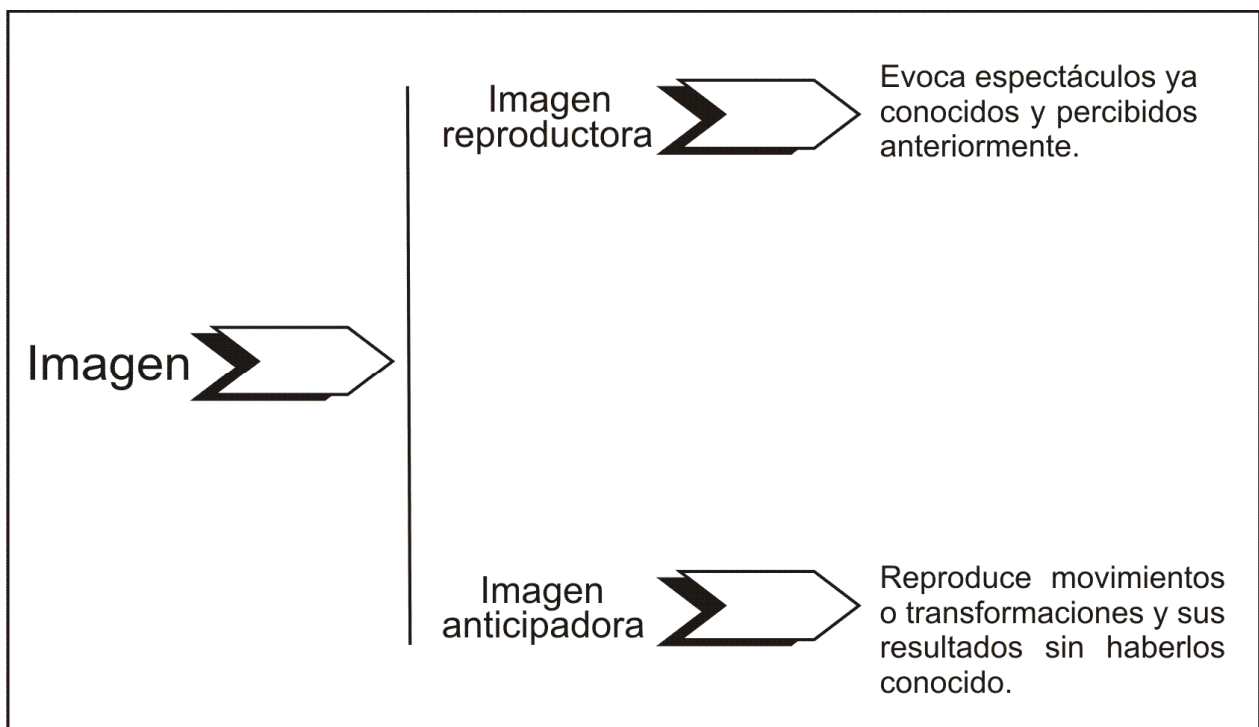 Imagen
Imagen
reproductora
Evoca espectáculos ya
conocidos y percibidos
anteriormente.
Imagen
anticipadora
Reproduce movimientos
o transformaciones y sus
resultados sin haberlos
conocido.